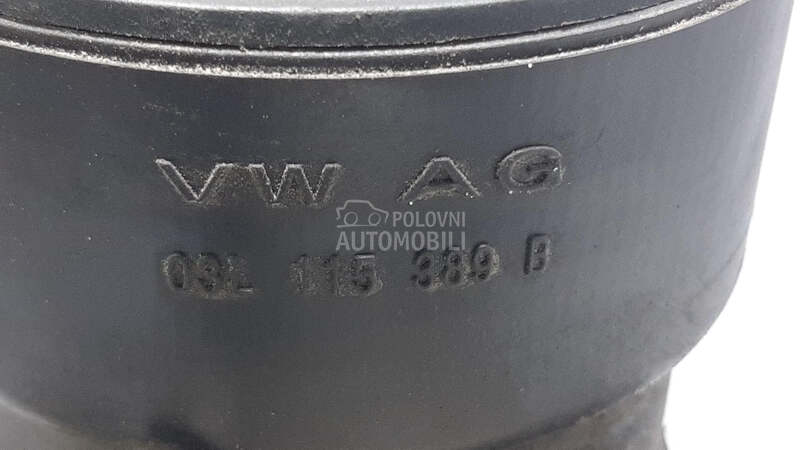 VW AG
POLOVNI
AUTOMOBILI
03L 115 389 B